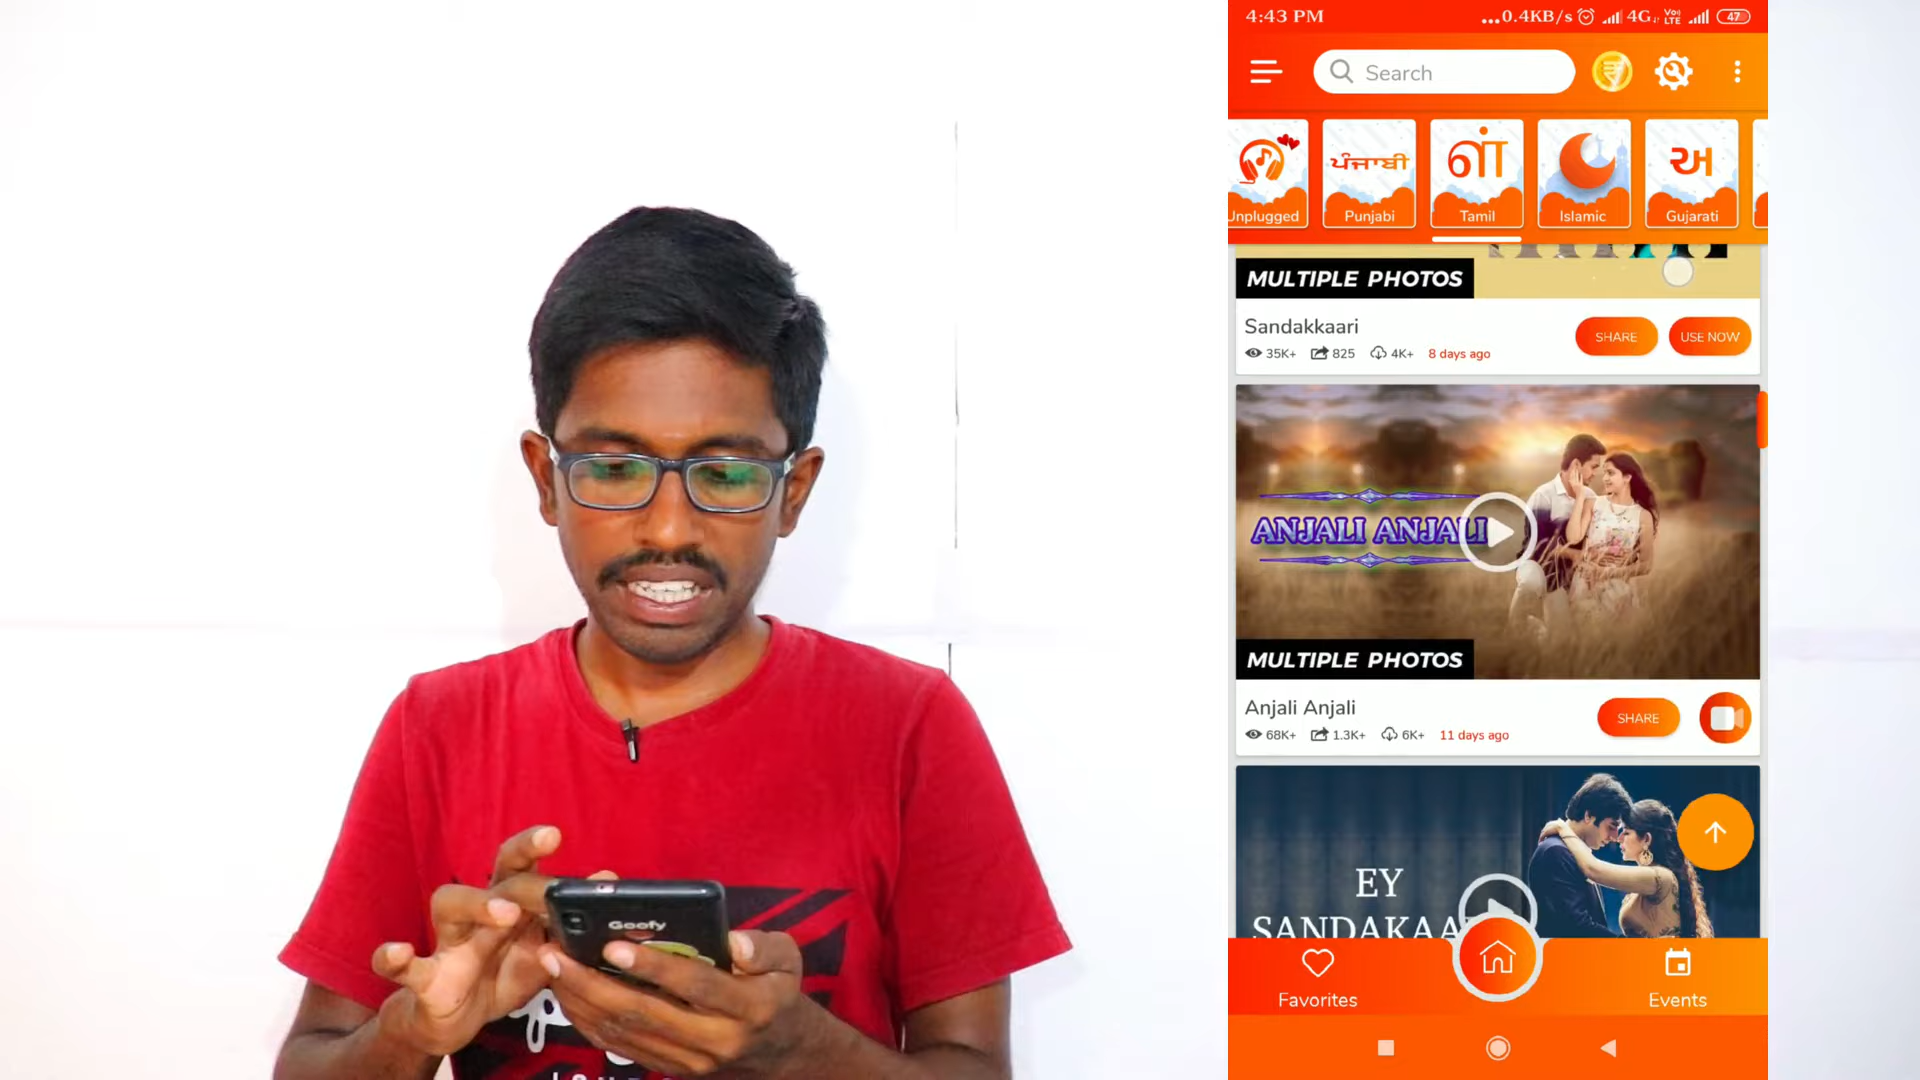 4:43 PM
...0.4KB/s 4G Vo) LTE 47
Search
பஂஜாபீ
ள்
અ
Unplugged Punjabi Tamil Islamic Gujarati
MULTIPLE PHOTOS
Sandakkaari
35K+ 825 4K+ 8 days ago
SHARE USE NOW
ANJALI ANJALI
MULTIPLE PHOTOS
Anjali Anjali
68K+ 1.3K+ 6K+ 11 days ago
SHARE
EY
Favorites
Events
Goofy